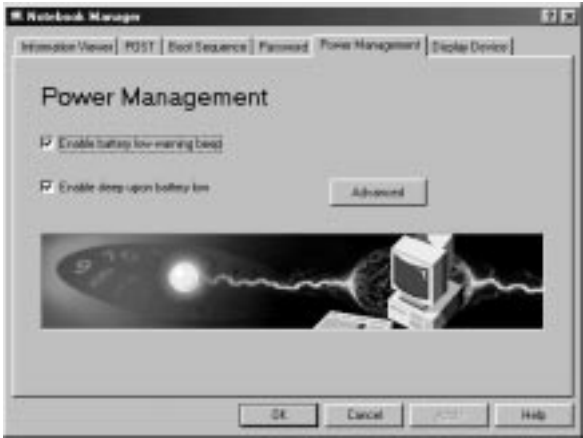 Notebook Manager
Information Viewer POST Boot Sequence Password Power Management Display Device
Power Management
Enable battery low-warning beep
Enable sleep upon battery low
Advanced
OK Cancel Apply Help